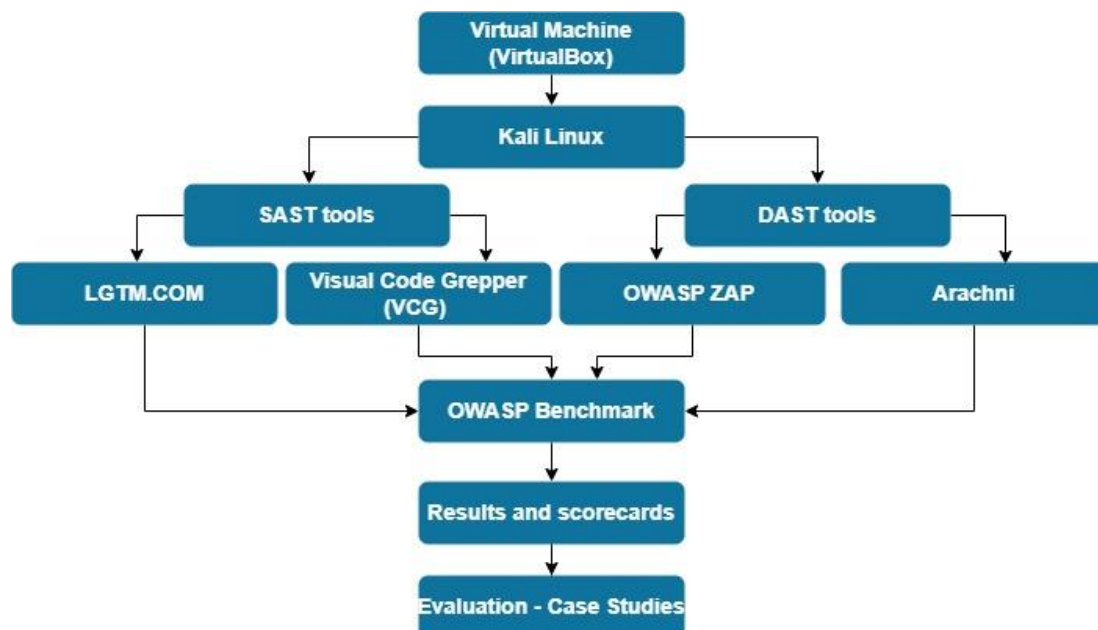 Virtual Machine
(VirtualBox)
Kali Linux
SAST tools
DAST tools
LGTM.COM
Visual Code Grepper
(VCG)
OWASP ZAP
Arachni
OWASP Benchmark
Results and scorecards
Evaluation - Case Studies